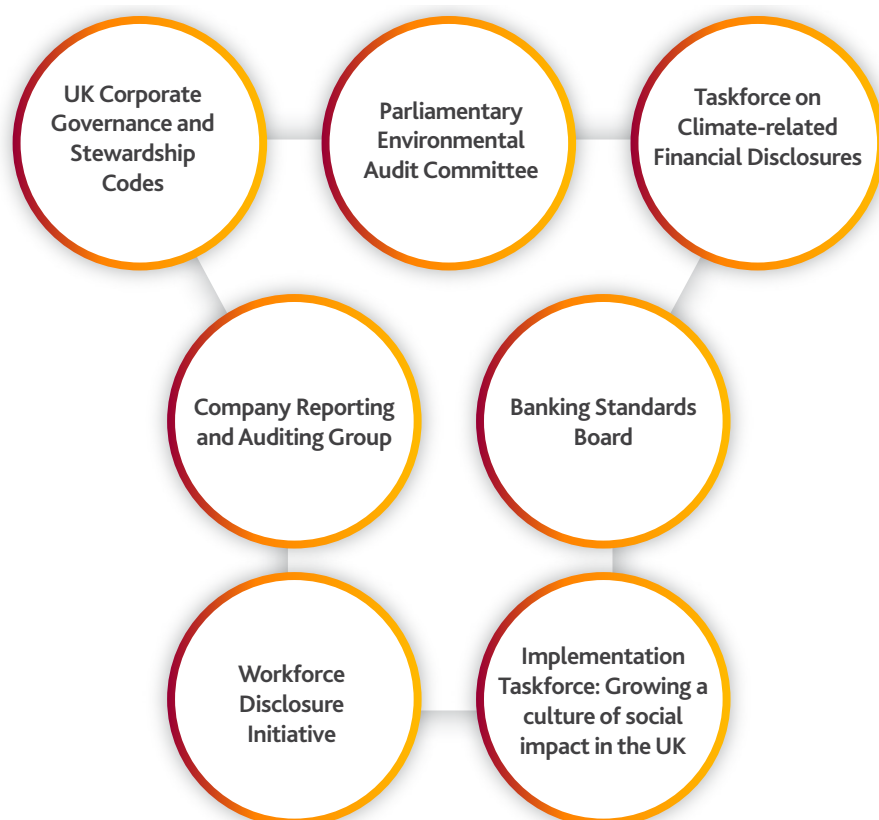 UK Corporate
Governance and
Stewardship
Codes
Parliamentary
Environmental
Audit Committee
Taskforce on
Climate-related
Financial Disclosures
Company Reporting
and Auditing Group
Banking Standards
Board
Workforce
Disclosure
Initiative
Implementation
Taskforce: Growing a
culture of social
impact in the UK